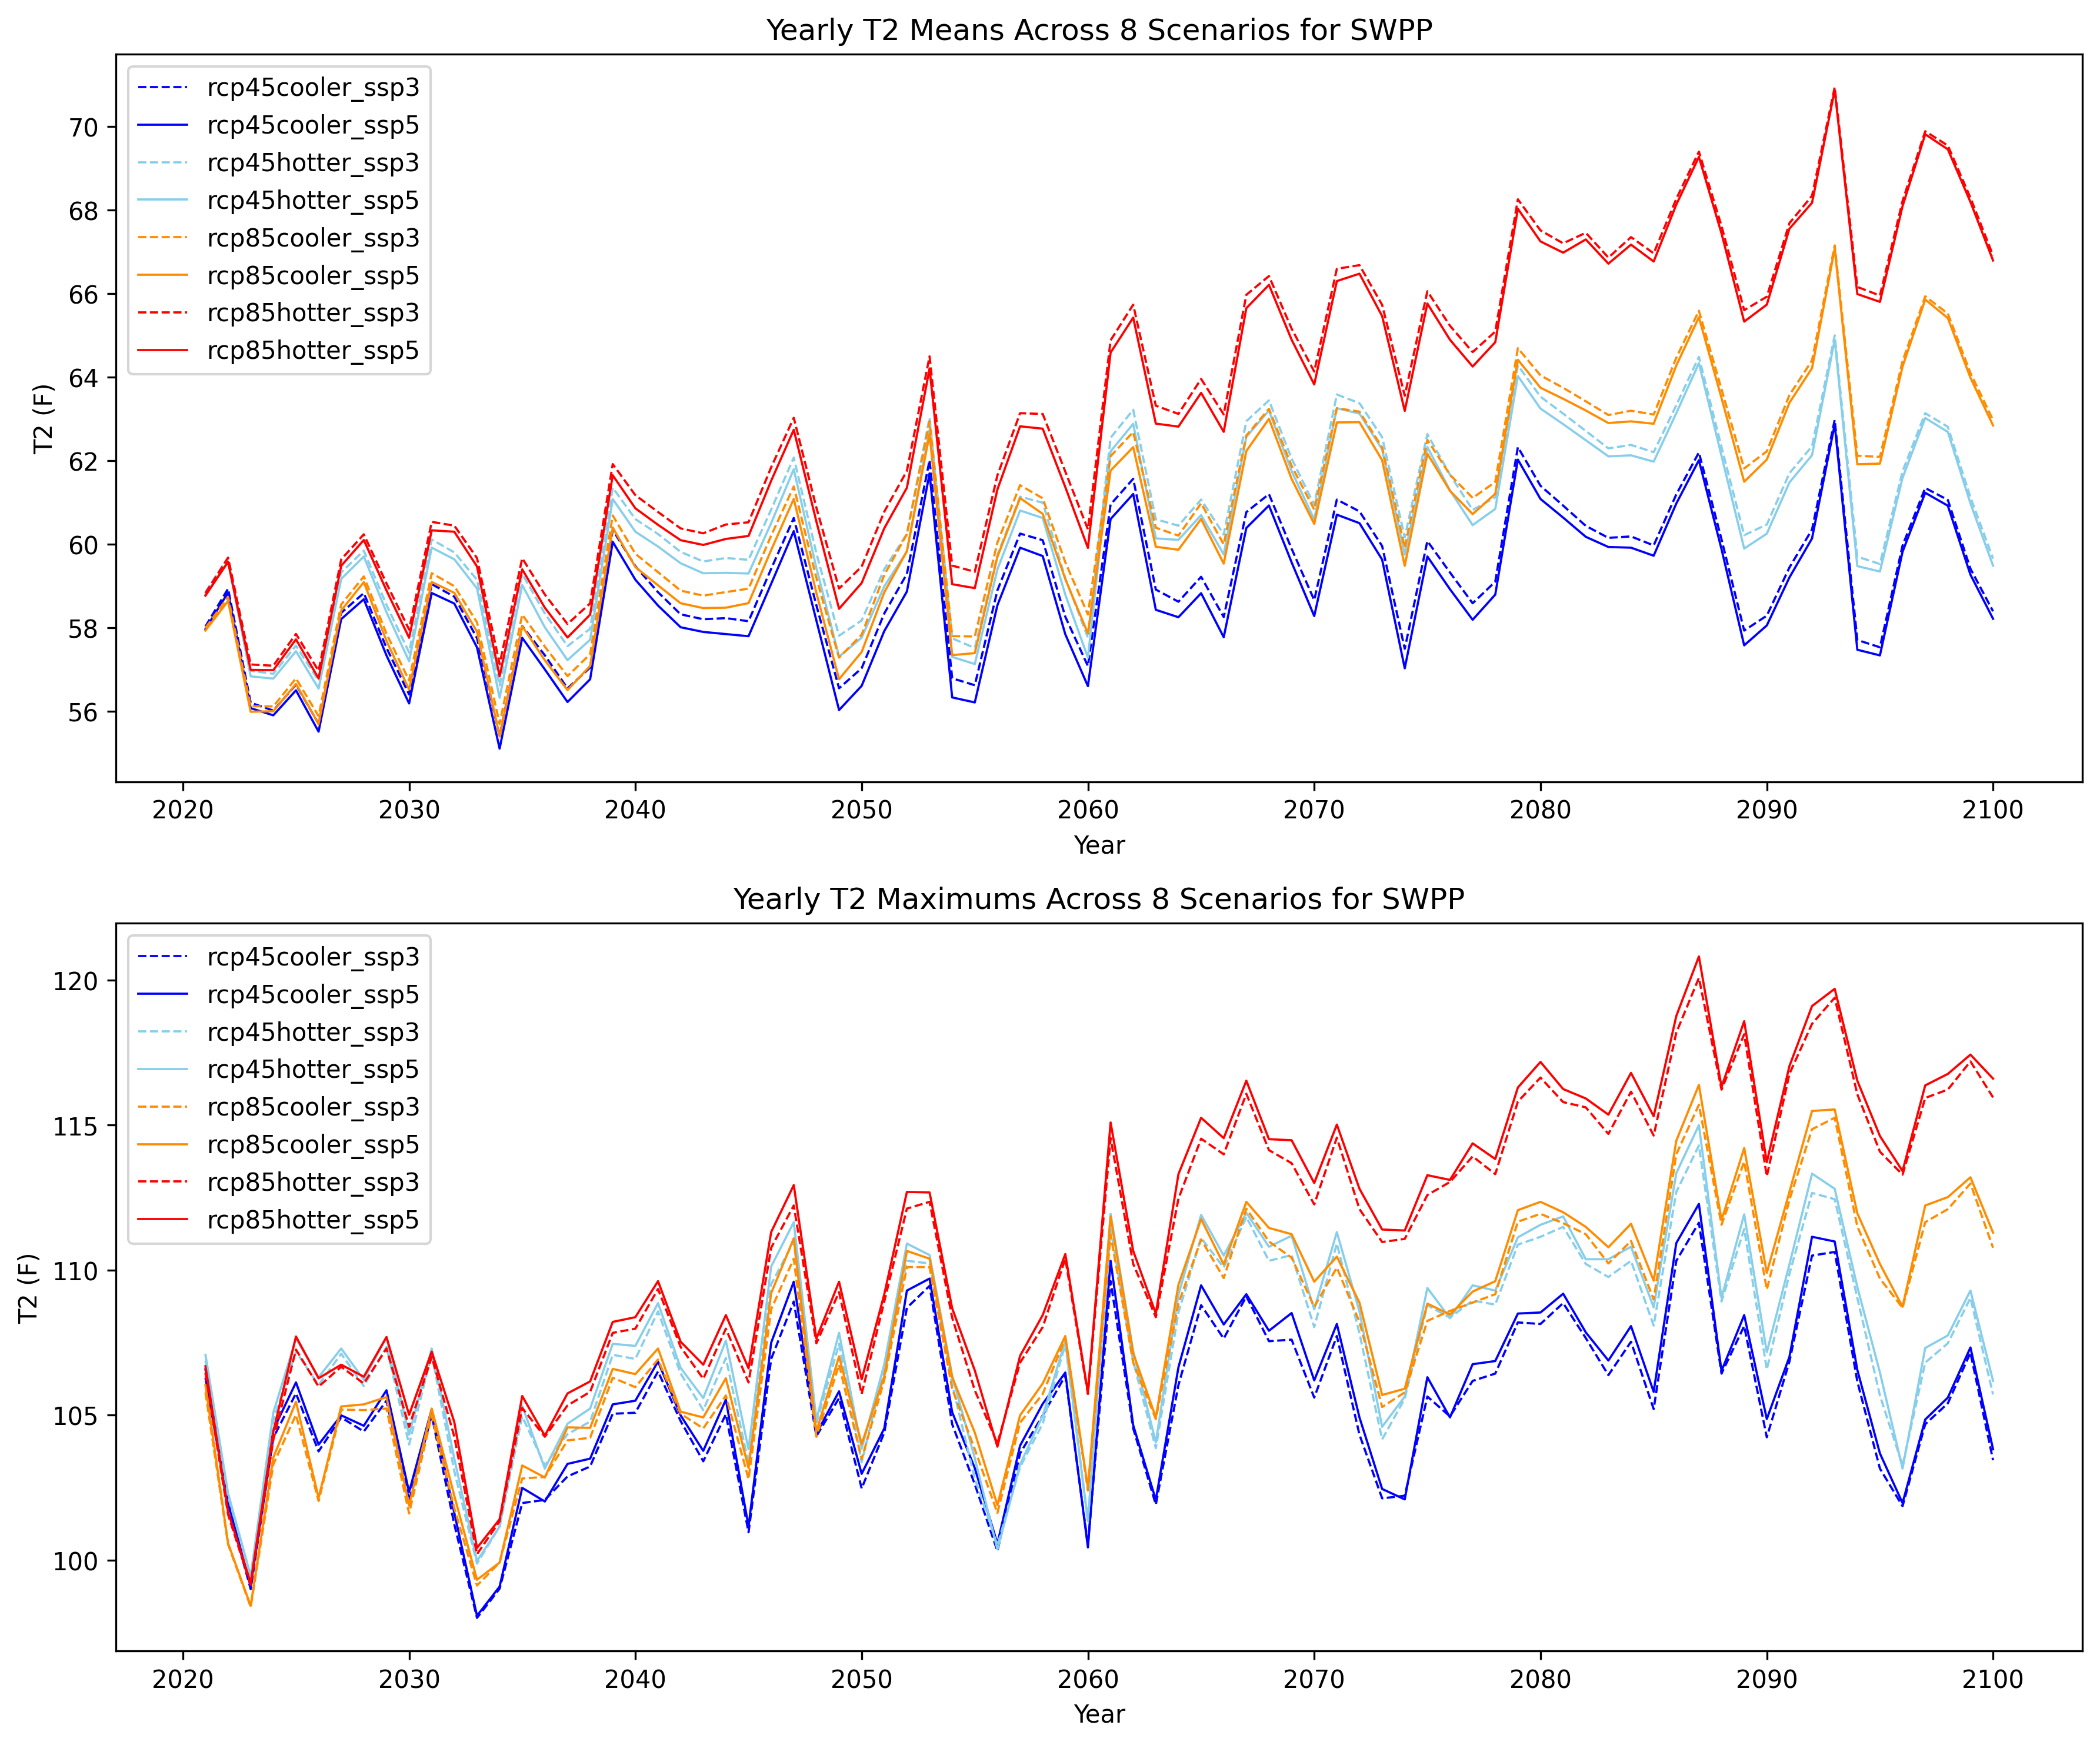 Yearly T2 Means Across 8 Scenarios for SWPP
rcp45cooler_ssp3
rcp45cooler_ssp5
rcp45hotter_ssp3
rcp45hotter_ssp5
rcp85cooler_ssp3
rcp85cooler_ssp5
rcp85hotter_ssp3
rcp85hotter_ssp5
T2 (F)
70
68
66
64
62
60
58
56
2020 2030 2040 2050 2060 2070 2080 2090 2100
Year
Yearly T2 Maximums Across 8 Scenarios for SWPP
rcp45cooler_ssp3
rcp45cooler_ssp5
rcp45hotter_ssp3
rcp45hotter_ssp5
rcp85cooler_ssp3
rcp85cooler_ssp5
rcp85hotter_ssp3
rcp85hotter_ssp5
T2 (F)
120
115
110
105
100
2020 2030 2040 2050 2060 2070 2080 2090 2100
Year